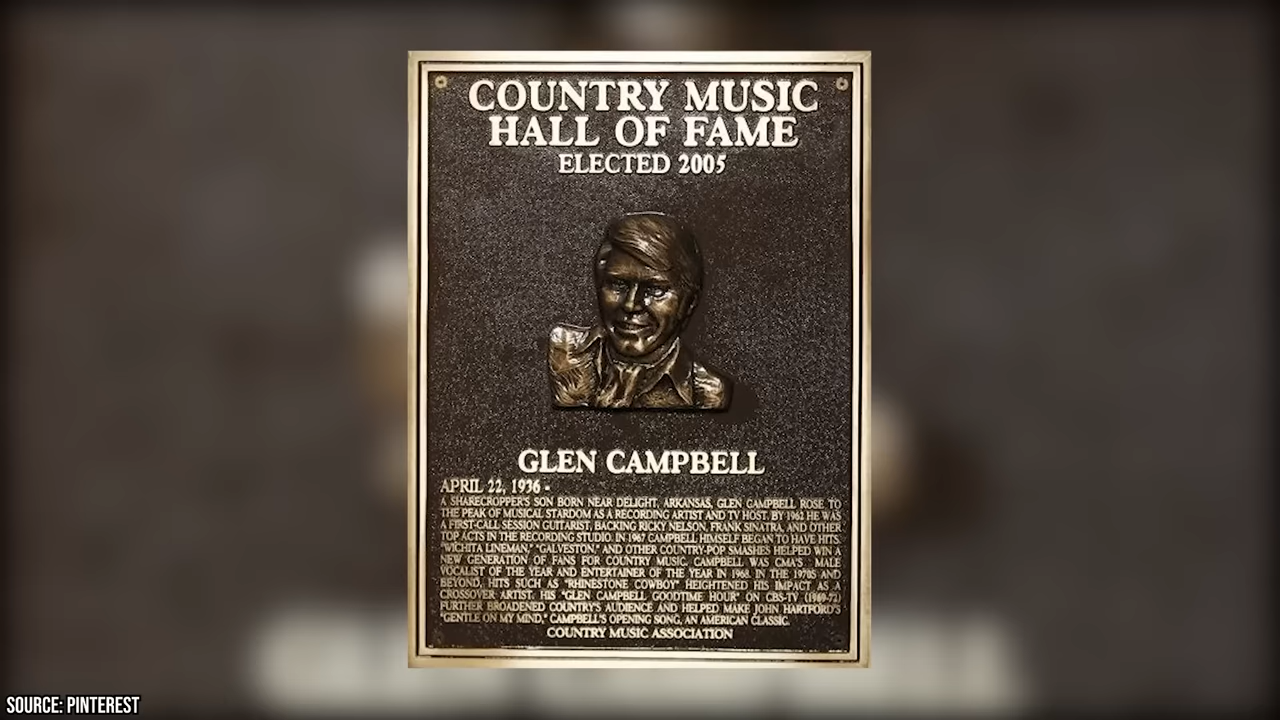 COUNTRY MUSIC
HALL OF FAME
ELECTED 2005
GLEN CAMPBELL
APRIL 22, 1936 -
A SHARECROPPER'S SON BORN NEAR DELIGHT, ARKANSAS, GLEN CAMPBELL ROSE TO
THE PEAK OF MUSICAL STARDOM AS A RECORDING ARTIST AND TV HOST. BY 1962 HE WAS
A FIRST-CALL SESSION GUITARIST, BACKING RICKY NELSON, FRANK SINATRA, AND OTHER
TOP ACTS IN THE RECORDING STUDIO. IN 1967 CAMPBELL HIMSELF BEGAN TO HAVE HITS.
"WICHITA LINEMAN," "GALVESTON," AND OTHER COUNTRY-POP SMASHES HELPED WIN A
NEW GENERATION OF FANS FOR COUNTRY MUSIC. CAMPBELL WAS CMA'S MALE
VOCALIST OF THE YEAR AND ENTERTAINER OF THE YEAR IN 1968. IN THE 1970S AND
BEYOND, HITS SUCH AS "RHINESTONE COWBOY" HEIGHTENED HIS IMPACT AS A
CROSSOVER ARTIST. HIS "GLEN CAMPBELL GOODTIME HOUR" ON CBS-TV (1969-72)
FURTHER BROADENED COUNTRY'S AUDIENCE AND HELPED MAKE JOHN HARTFORD'S
"GENTLE ON MY MIND," CAMPBELL'S OPENING SONG, AN AMERICAN CLASSIC.
COUNTRY MUSIC ASSOCIATION
SOURCE: PINTEREST